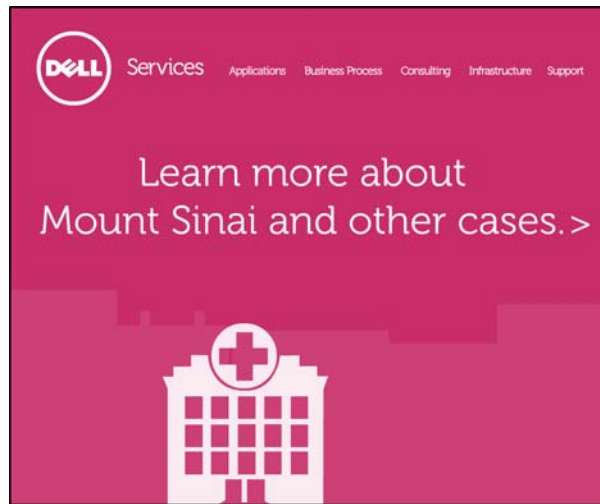 DELL Services Applications Business Process Consulting Infrastructure Support
Learn more about
Mount Sinai and other cases.>